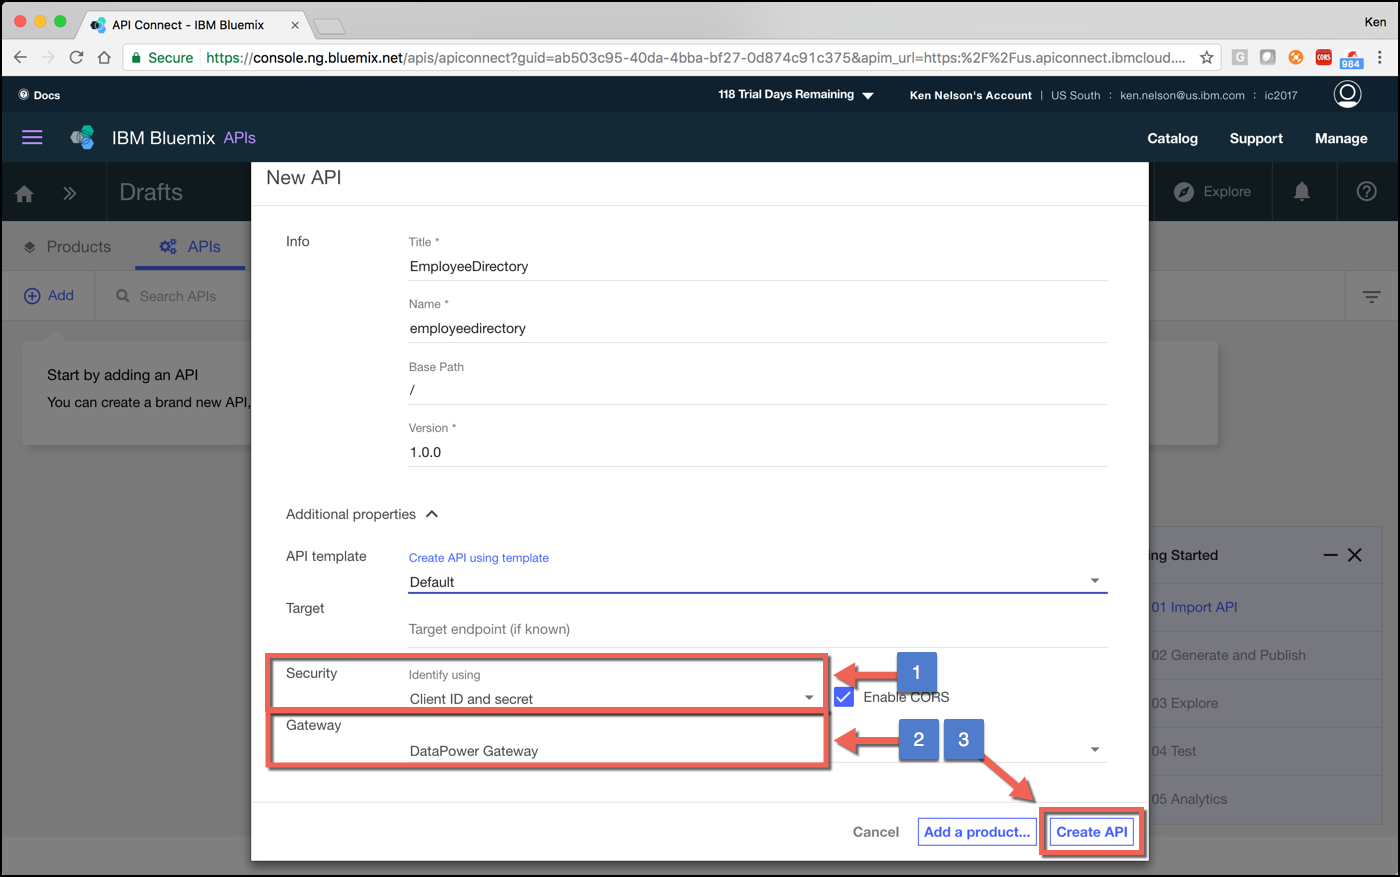 API Connect - IBM Bluemix
Ken
Secure https://console.ng.bluemix.net/apis/apiconnect?guid=ab503c95-40da-4bba-bf27-0d874c91c375&apim_url=https:%2F%2Fus.apiconnect.ibmcloud....
G
CORS
984
Docs
118 Trial Days Remaining
Ken Nelson's Account | US South : ken.nelson@us.ibm.com : ic2017
IBM Bluemix APIs
Catalog Support Manage
Drafts
Explore
New API
Products
APIs
Add
Search APIs
Start by adding an API
You can create a brand new API,
Info
Title *
EmployeeDirectory
Name *
employeedirectory
Base Path
/
Version *
1.0.0
Additional properties
API template
Create API using template
Default
Target
Target endpoint (if known)
Security
Identify using
Client ID and secret
1
Enable CORS
Gateway
DataPower Gateway
2 3
Cancel
Add a product...
Create API
ng Started
01 Import API
02 Generate and Publish
03 Explore
04 Test
05 Analytics